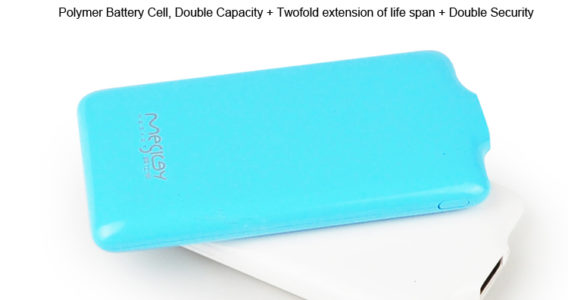 Polymer Battery Cell, Double Capacity + Twofold extension of life span + Double Security